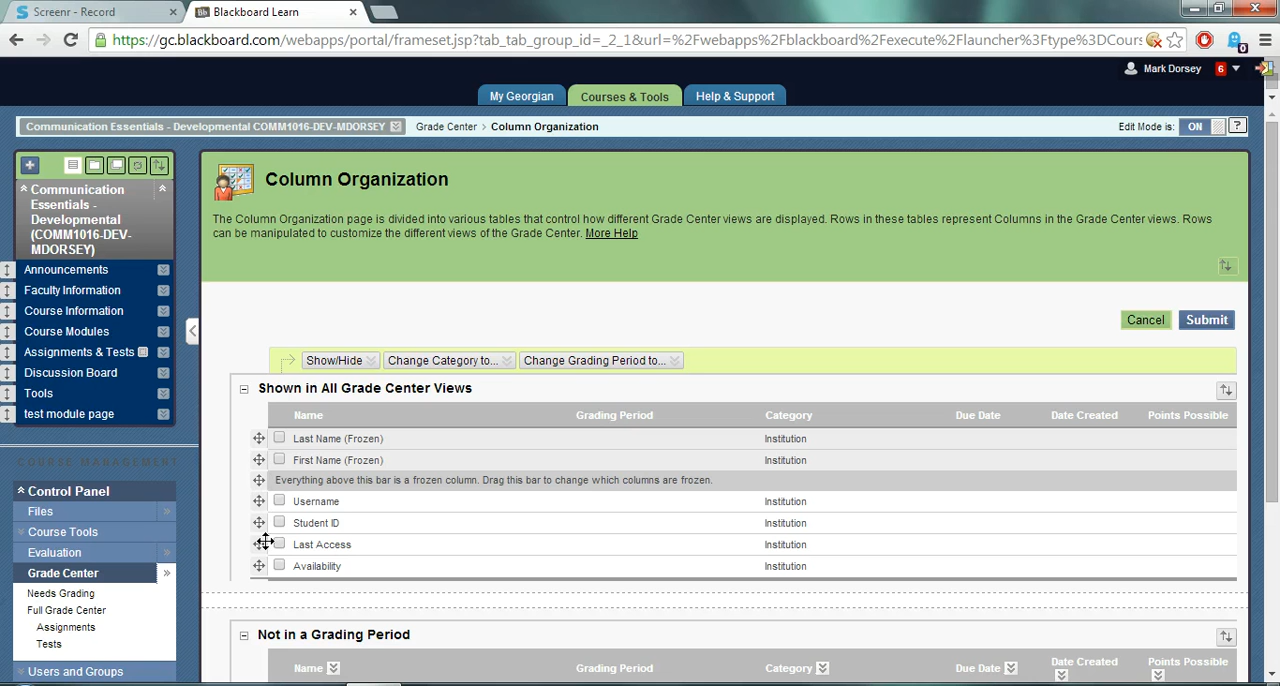 Screenr - Record
Blackboard Learn
https://gc.blackboard.com/webapps/portal/frameset.jsp?tab_tab_group_id=_2_1&url=%2Fwebapps%2Fblackboard%2Fexecute%2Flauncher%3Ftype%3DCours
0
Mark Dorsey 6
My Georgian
Courses & Tools
Help & Support
Communication Essentials - Developmental COMM1016-DEV-MDORSEY
Grade Center > Column Organization
Edit Mode is: ON ?
Communication
Essentials -
Developmental
(COMM1016-DEV-
MDORSEY)
Announcements
Faculty Information
Course Information
Course Modules
Assignments & Tests
Discussion Board
Tools
test module page
COURSE MANAGEMENT
Control Panel
Files
Course Tools
Evaluation
Grade Center
Needs Grading
Full Grade Center
Assignments
Tests
Users and Groups
Column Organization
The Column Organization page is divided into various tables that control how different Grade Center views are displayed. Rows in these tables represent Columns in the Grade Center views. Rows
can be manipulated to customize the different views of the Grade Center. More Help
Cancel
Submit
Show/Hide
Change Category to...
Change Grading Period to...
Shown in All Grade Center Views
Name Grading Period Category Due Date Date Created Points Possible
Last Name (Frozen) Institution
First Name (Frozen) Institution
Everything above this bar is a frozen column. Drag this bar to change which columns are frozen.
Username Institution
Student ID Institution
Last Access Institution
Availability Institution
Not in a Grading Period
Name Grading Period Category Due Date Date Created Points Possible